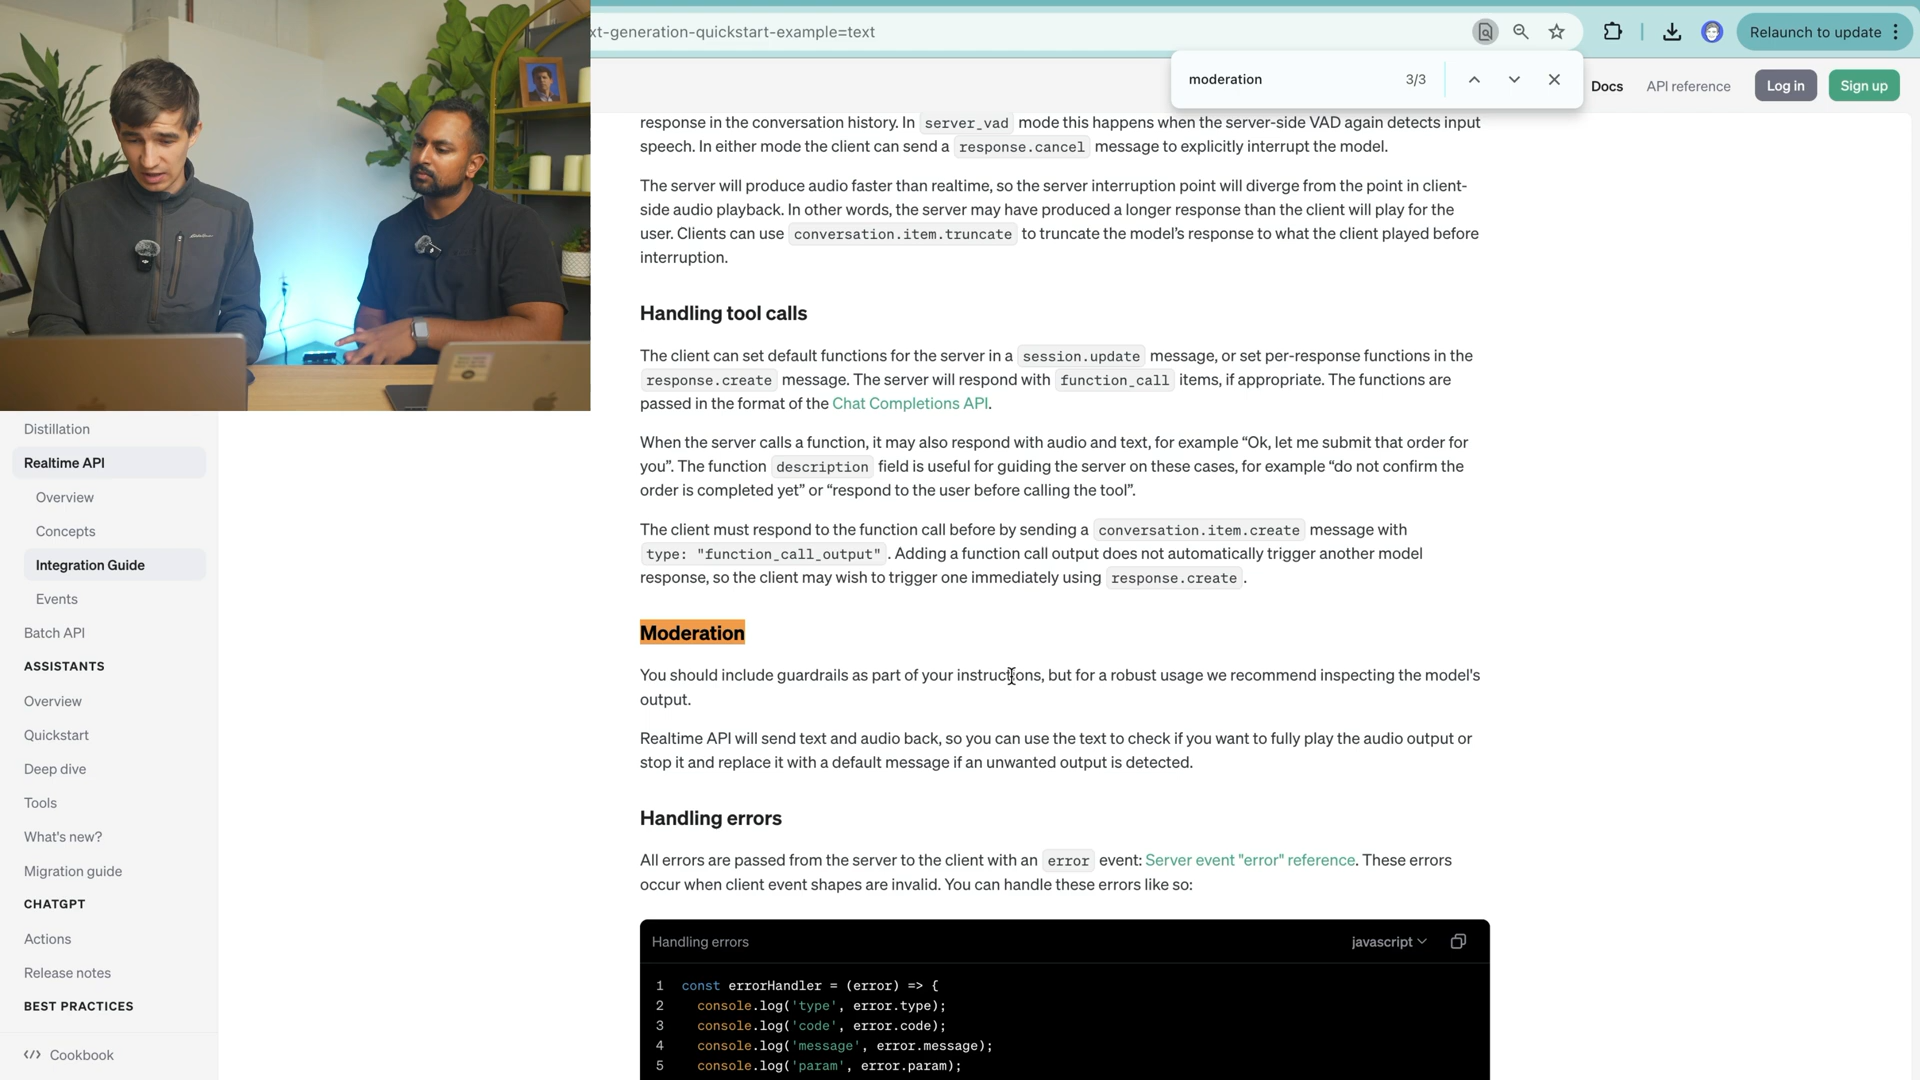 xt-generation-quickstart-example=text
Relaunch to update
moderation
3/3
Docs
API reference
Log in
Sign up
response in the conversation history. In server_vad mode this happens when the server-side VAD again detects input
speech. In either mode the client can send a response.cancel message to explicitly interrupt the model.
The server will produce audio faster than realtime, so the server interruption point will diverge from the point in client-
side audio playback. In other words, the server may have produced a longer response than the client will play for the
user. Clients can use conversation.item.truncate to truncate the model’s response to what the client played before
interruption.
Handling tool calls
The client can set default functions for the server in a session.update message, or set per-response functions in the
response.create message. The server will respond with function_call items, if appropriate. The functions are
passed in the format of the Chat Completions API.
When the server calls a function, it may also respond with audio and text, for example “Ok, let me submit that order for
you”. The function description field is useful for guiding the server on these cases, for example “do not confirm the
order is completed yet” or “respond to the user before calling the tool”.
The client must respond to the function call before by sending a conversation.item.create message with
type: "function_call_output" . Adding a function call output does not automatically trigger another model
response, so the client may wish to trigger one immediately using response.create .
Moderation
You should include guardrails as part of your instructions, but for a robust usage we recommend inspecting the model's
output.
Realtime API will send text and audio back, so you can use the text to check if you want to fully play the audio output or
stop it and replace it with a default message if an unwanted output is detected.
Handling errors
All errors are passed from the server to the client with an error event: Server event "error" reference. These errors
occur when client event shapes are invalid. You can handle these errors like so:
Handling errors
javascript
1 const errorHandler = (error) => {
2 console.log('type', error.type);
3 console.log('code', error.code);
4 console.log('message', error.message);
5 console.log('param', error.param);
Distillation
Realtime API
Overview
Concepts
Integration Guide
Events
Batch API
ASSISTANTS
Overview
Quickstart
Deep dive
Tools
What's new?
Migration guide
CHATGPT
Actions
Release notes
BEST PRACTICES
Cookbook